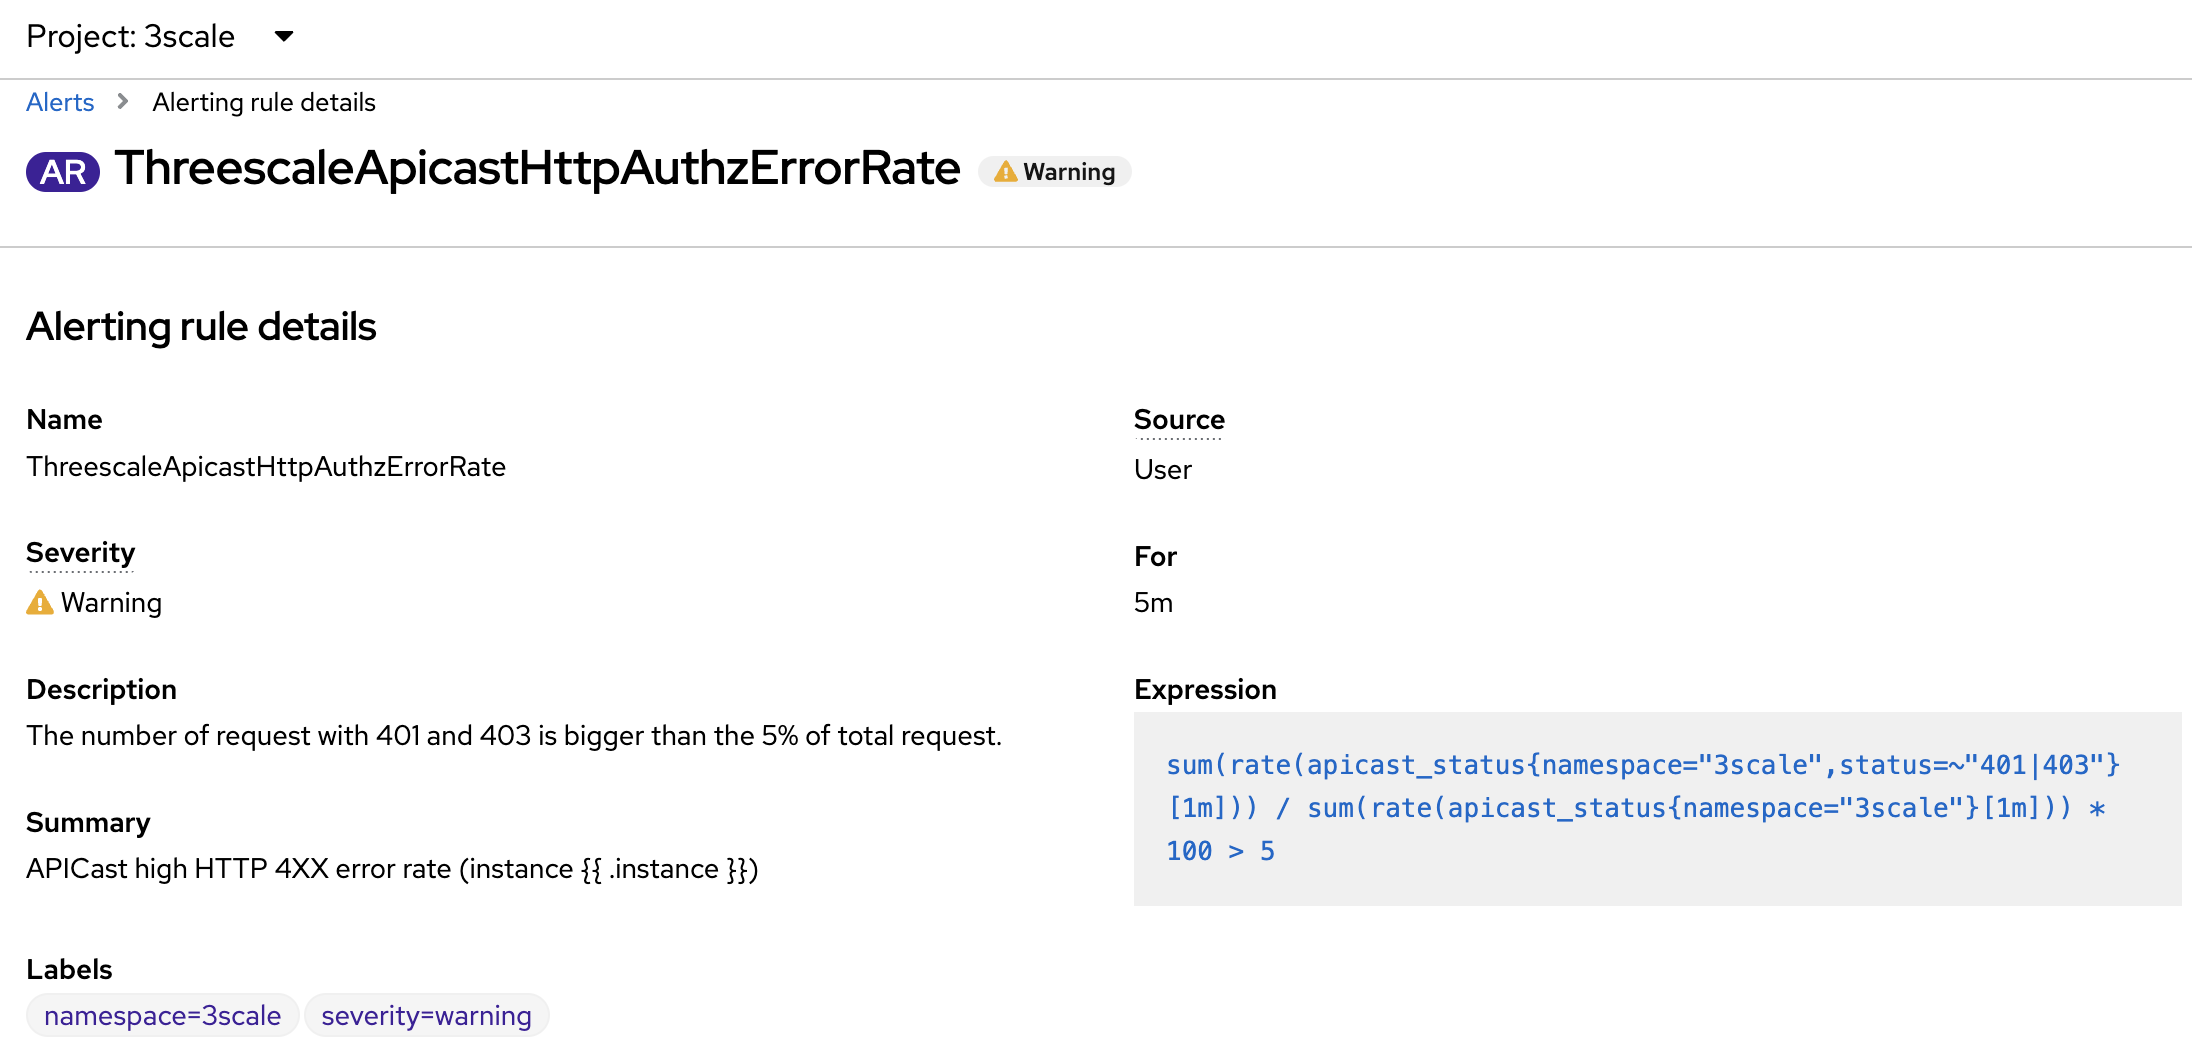 Project: 3scale
Alerts > Alerting rule details
AR ThreescaleApicastHttpAuthzErrorRate Warning
Alerting rule details
Name
ThreescaleApicastHttpAuthzErrorRate
Severity
Warning
Description
The number of request with 401 and 403 is bigger than the 5% of total request.
Summary
APICast high HTTP 4XX error rate (instance {{ .instance }})
Labels
namespace=3scale severity=warning
Source
User
For
5m
Expression
sum(rate(apicast_status{namespace="3scale",status=~"401|403"}
[1m])) / sum(rate(apicast_status{namespace="3scale"}[1m])) *
100 > 5